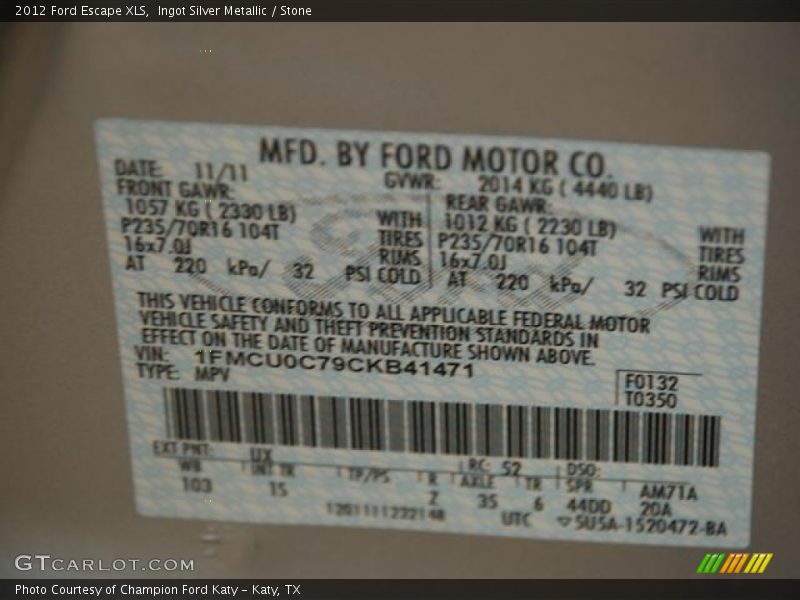 2012 Ford Escape XLS,  Ingot Silver Metallic / Stone
MFD. BY FORD MOTOR CO.
DATE: 11/11 GVWR: 2014 KG ( 4440 LB)
FRONT GAWR: REAR GAWR:
1057 KG ( 2330 LB) WITH 1012 KG ( 2230 LB) WITH
P235/70R16 104T TIRES P235/70R16 104T TIRES
16x7.0J RIMS 16x7.0J RIMS
AT 220 kPa/ 32 PSI COLD AT 220 kPa/ 32 PSI COLD
THIS VEHICLE CONFORMS TO ALL APPLICABLE FEDERAL MOTOR
VEHICLE SAFETY AND THEFT PREVENTION STANDARDS IN
EFFECT ON THE DATE OF MANUFACTURE SHOWN ABOVE.
VIN: 1FMCU0C79CKB41471
TYPE: MPV
F0132
T0350
EXT PNT: UX RC: 52 DSO:
WB INT TR TP/PS R AXLE TR SPR AM71A
103 15 2 35 6 44DD 20A
12011111232148 UTC ▽5U5A-1520472-BA
GTCARLOT.COM
Photo Courtesy of Champion Ford Katy – Katy, TX